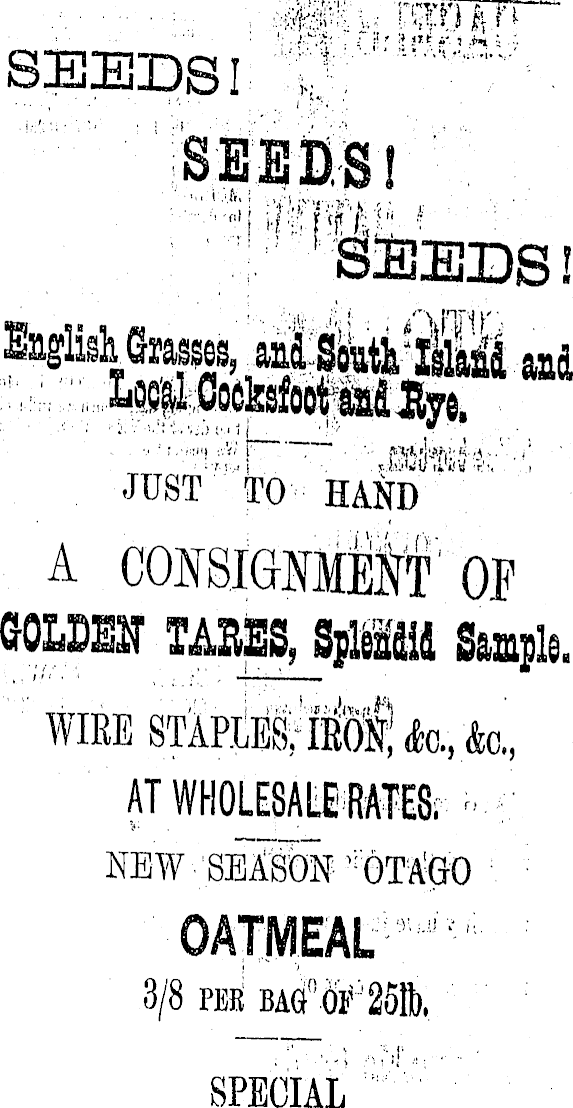 SEEDS!
SEEDS!
SEEDS!
English Grasses, and South Island and
Local Cocksfoot and Rye.
JUST TO HAND
A CONSIGNMENT OF
GOLDEN TARES, Splendid Sample.
WIRE STAPLES, IRON, &c., &c.,
AT WHOLESALE RATES.
NEW SEASON OTAGO
OATMEAL
3/8 PER BAG OF 25lb.
SPECIAL